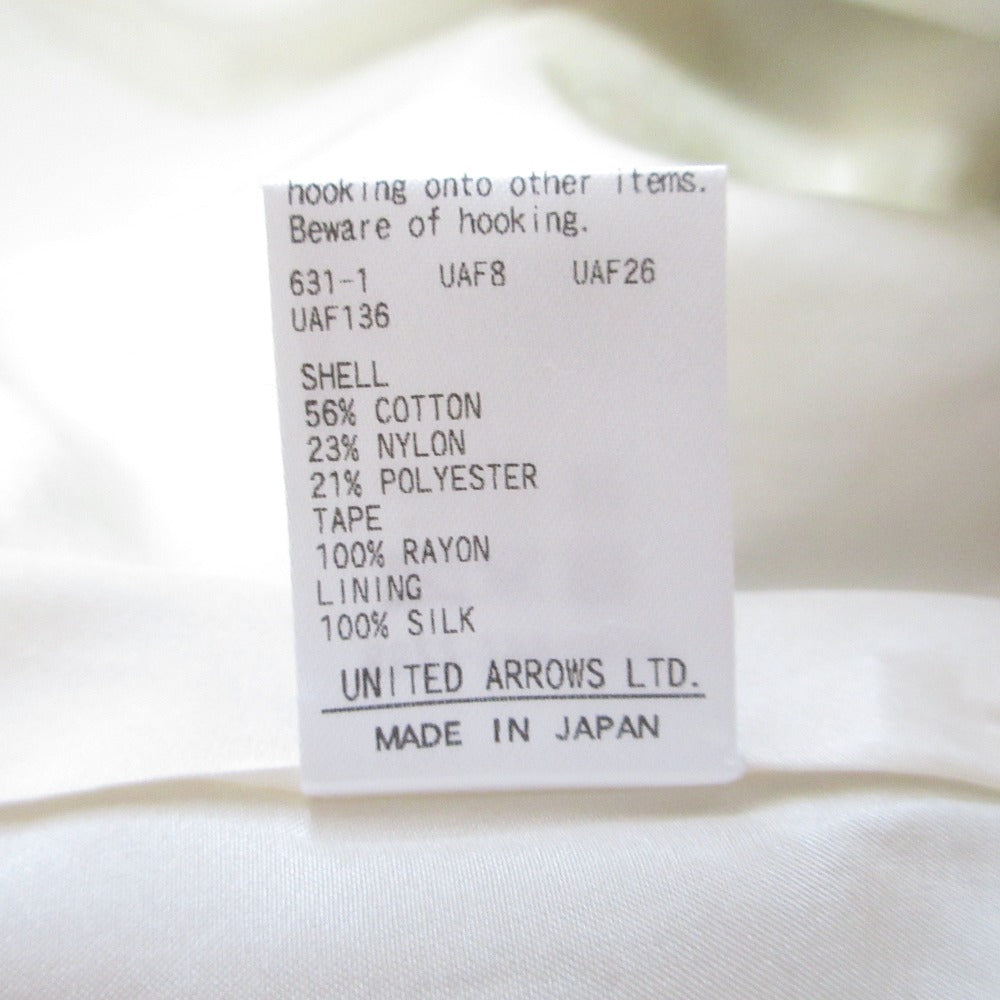 hooking onto other items.
Beware of hooking.
631-1 UAF8 UAF26
UAF136
SHELL
56% COTTON
23% NYLON
21% POLYESTER
TAPE
100% RAYON
LINING
100% SILK
UNITED ARROWS LTD.
MADE IN JAPAN